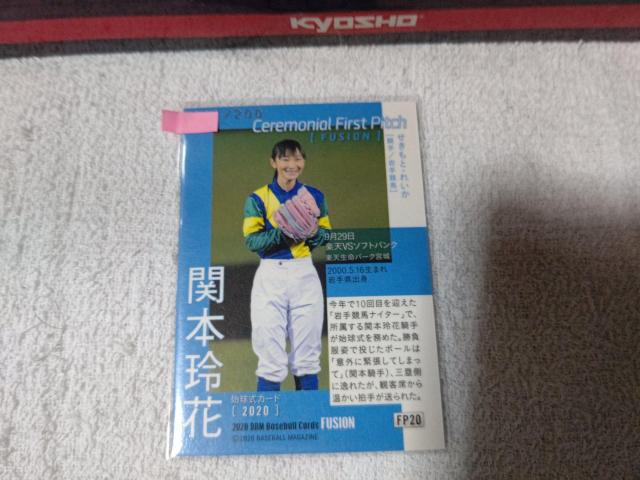 KYOSHO
/200
Ceremonial First Pitch
[FUSION]
せきもと・れいか
[騎手/岩手競馬]
9月29日
楽天VSソフトバンク
楽天生命パーク宮城
2000.5.16生まれ
岩手県出身
関本玲花
今年で10回目を迎えた
「岩手競馬ナイター」で、
所属する関本玲花騎手
が始球式を務めた。勝負
服姿で投じたボールは
「意外に緊張してしまっ
て」(関本騎手)、三塁側
に逸れたが、観客席から
温かい拍手が送られた。
始球式カード
[2020]
2020 BBM Baseball Cards FUSION
©2020 BASEBALL MAGAZINE
FP20